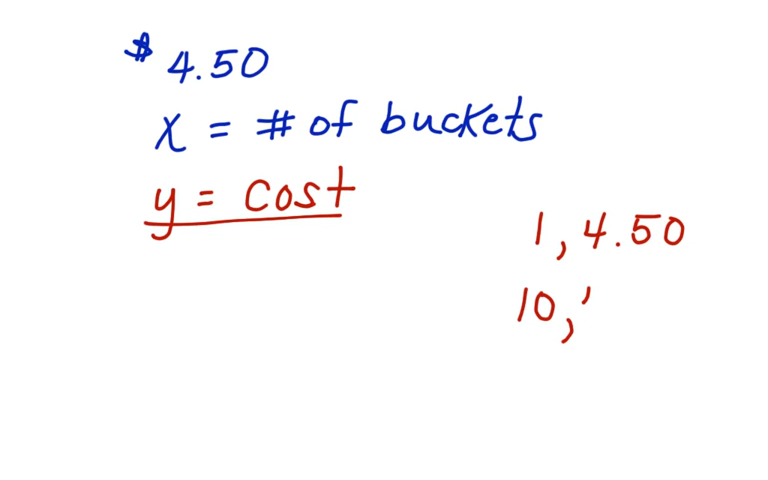 $ 4.50
x = # of buckets
y = cost
1, 4.50
10,